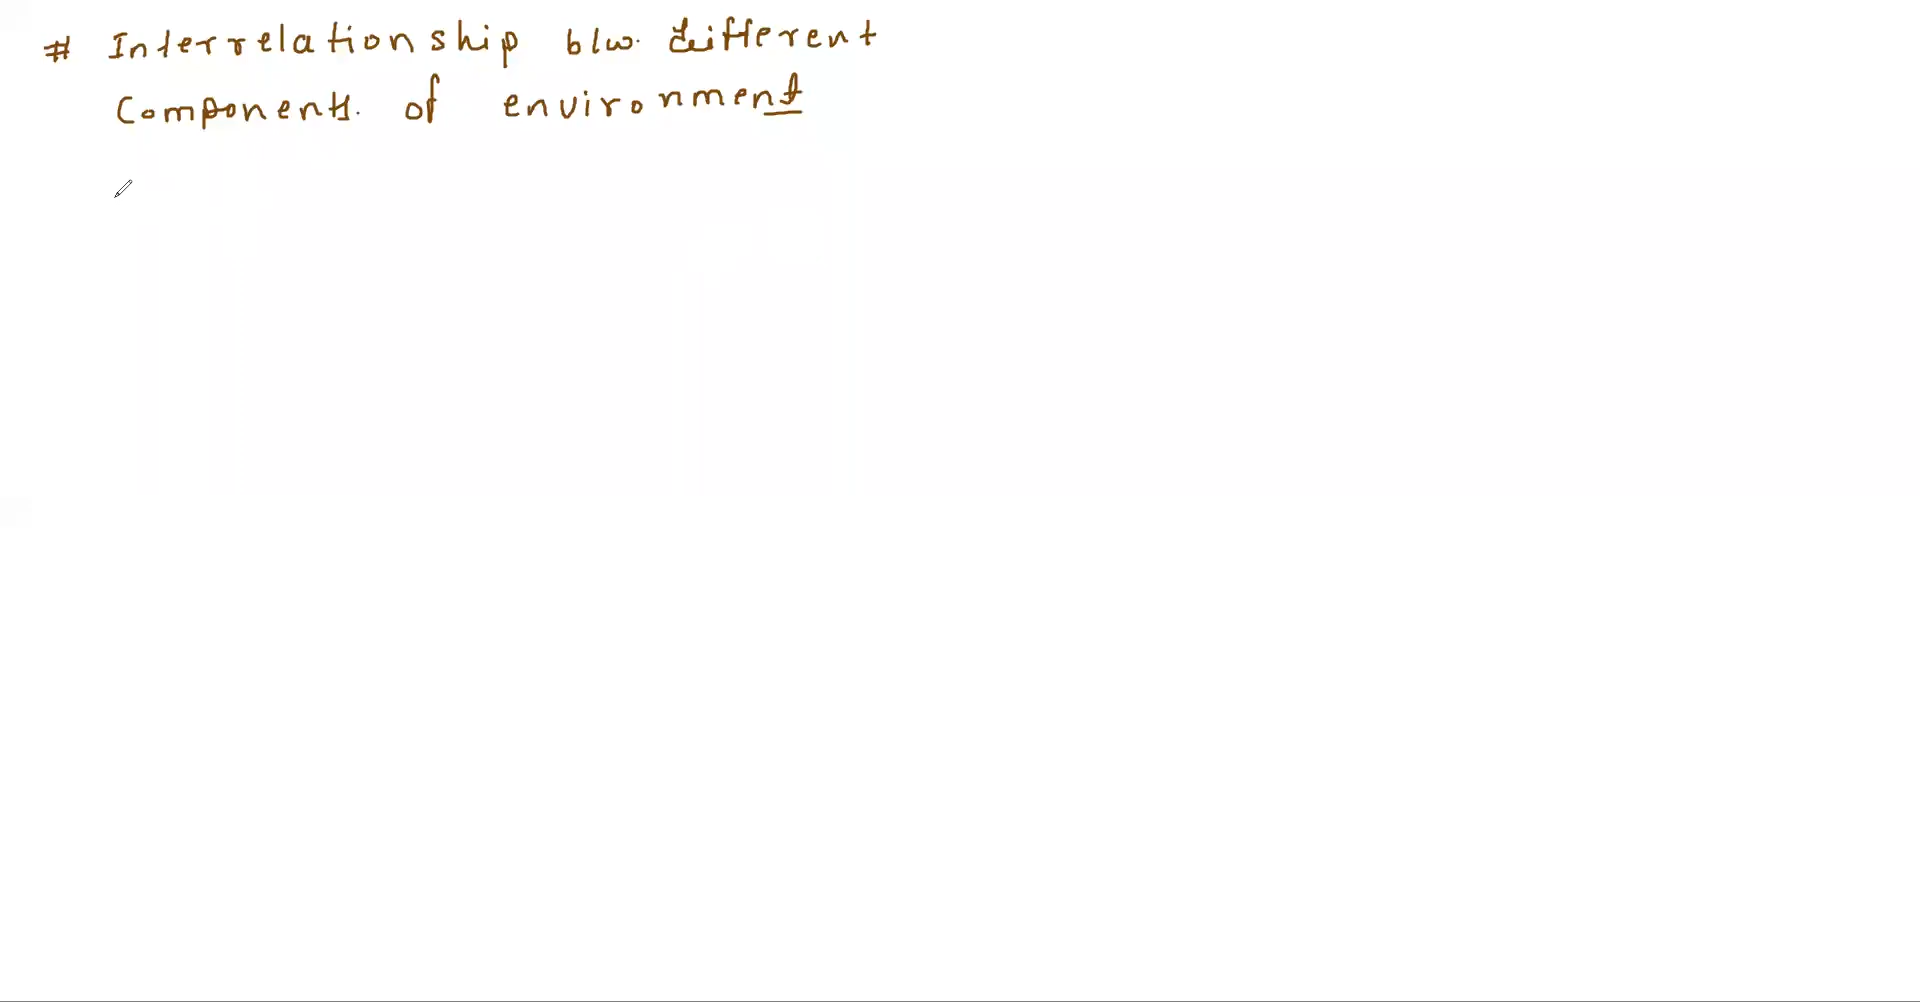 # Interrelationship b/w. different
Components. of environment